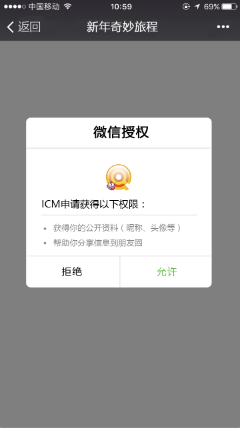 中国移动 10:59 69%
返回 新年奇妙旅程
微信授权
ICM申请获得以下权限：
获得你的公开资料（昵称、头像等）
帮助你分享信息到朋友圈
拒绝 允许